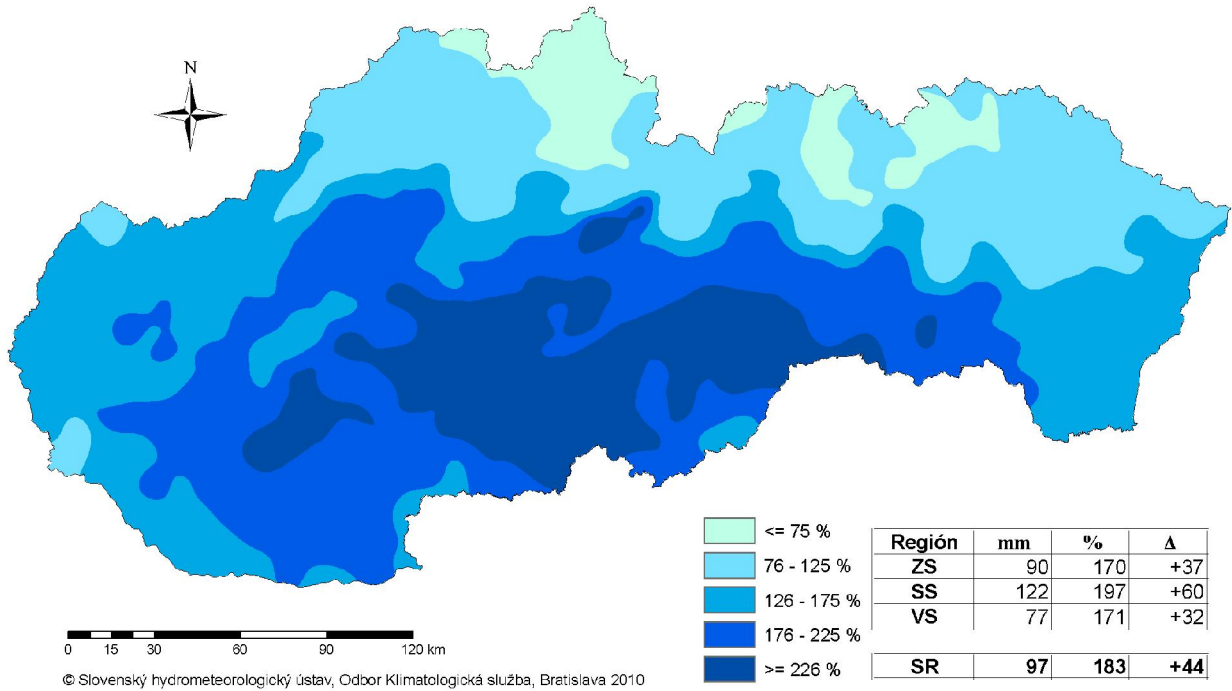 N
<= 75 %
76 - 125 %
126 - 175 %
176 - 225 %
>= 226 %
Región mm % Δ
ZS 90 170 +37
SS 122 197 +60
VS 77 171 +32
SR 97 183 +44
0 15 30 60 90 120 km
© Slovenský hydrometeorologický ústav, Odbor Klimatologická služba, Bratislava 2010